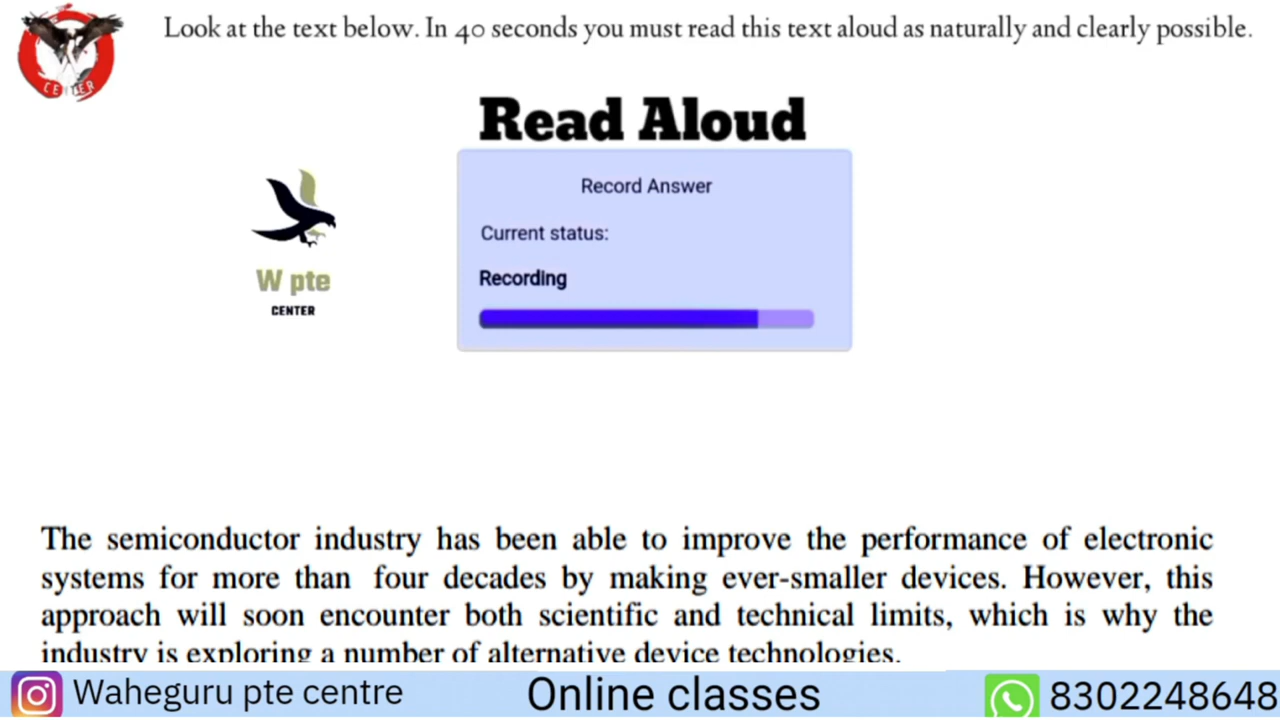 Look at the text below. In 40 seconds you must read this text aloud as naturally and clearly possible.
CENTER
Read Aloud
Record Answer
Current status:
Recording
W pte
CENTER
The semiconductor industry has been able to improve the performance of electronic
systems for more than four decades by making ever-smaller devices. However, this
approach will soon encounter both scientific and technical limits, which is why the
industry is exploring a number of alternative device technologies.
Waheguru pte centre
Online classes
8302248648